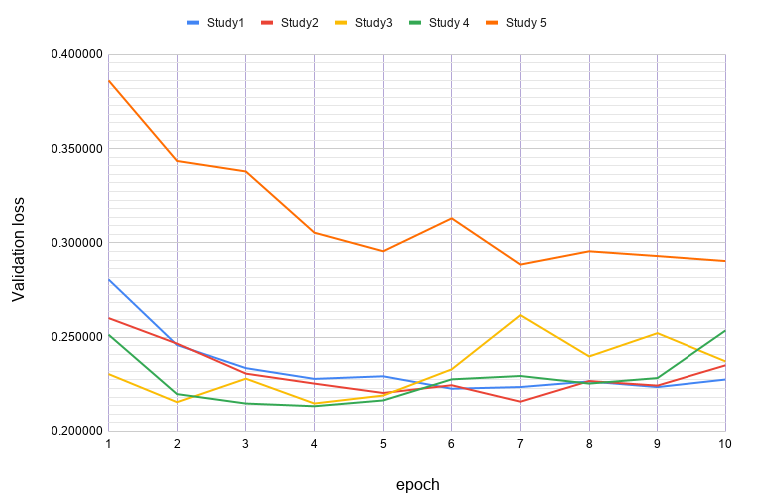 Study1 Study2 Study3 Study 4 Study 5
0.400000
0.350000
0.300000
0.250000
0.200000
Validation loss
1 2 3 4 5 6 7 8 9 10
epoch